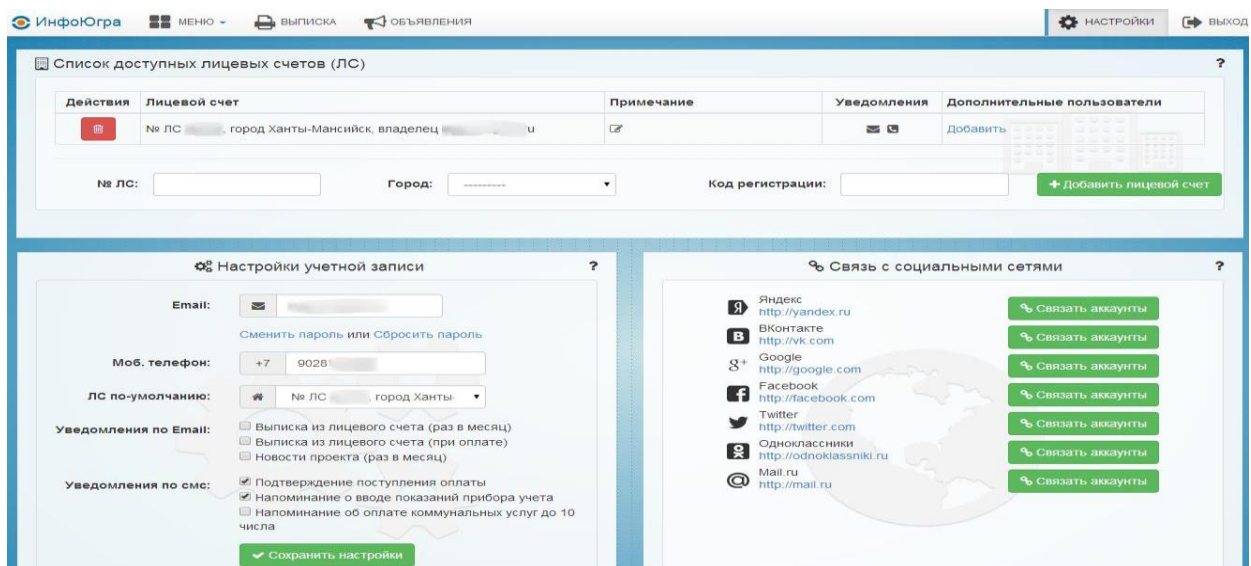 ИнфоЮгра МЕНЮ ВЫПИСКА ОБЪЯВЛЕНИЯ НАСТРОЙКИ ВЫХОД
Список доступных лицевых счетов (ЛС) ?
Действия Лицевой счет Примечание Уведомления Дополнительные пользователи
№ ЛС , город Ханты-Мансийск, владелец u Добавить
№ ЛС: Город: --------- Код регистрации: Добавить лицевой счет
Настройки учетной записи ?
Email:
Сменить пароль или Сбросить пароль
Моб. телефон: +7 90281
ЛС по-умолчанию: № ЛС , город Ханты-
Уведомления по Email: Выписка из лицевого счета (раз в месяц)
Выписка из лицевого счета (при оплате)
Новости проекта (раз в месяц)
Уведомления по смс: Подтверждение поступления оплаты
Напоминание о вводе показаний прибора учета
Напоминание об оплате коммунальных услуг до 10
числа
Сохранить настройки
Связь с социальными сетями ?
Яндекс
http://yandex.ru Связать аккаунты
ВКонтакте
http://vk.com Связать аккаунты
Google
http://google.com Связать аккаунты
Facebook
http://facebook.com Связать аккаунты
Twitter
http://twitter.com Связать аккаунты
Одноклассники
http://odnoklassniki.ru Связать аккаунты
Mail.ru
http://mail.ru Связать аккаунты